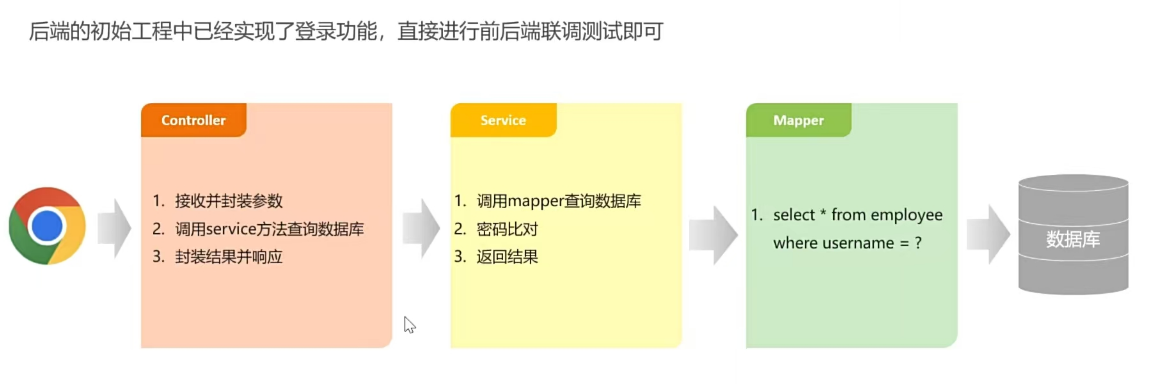 后端的初始工程中已经实现了登录功能，直接进行前后端联调测试即可
Controller
1. 接收并封装参数
2. 调用service方法查询数据库
3. 封装结果并响应
Service
1. 调用mapper查询数据库
2. 密码比对
3. 返回结果
Mapper
1. select * from employee
where username = ?
数据库